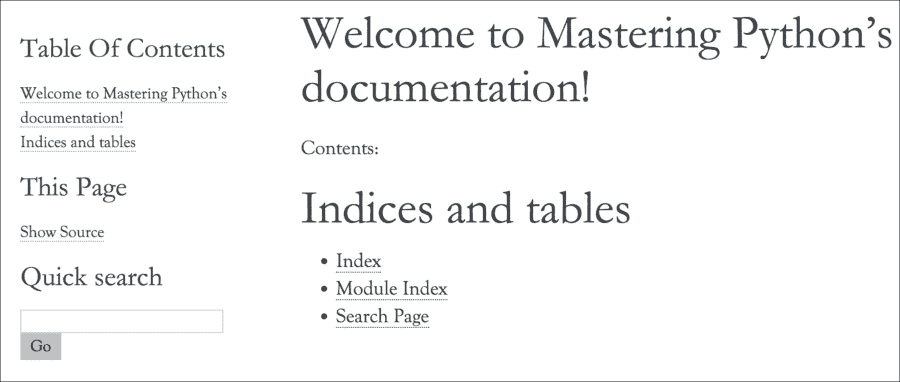 Table Of Contents
Welcome to Mastering Python’s
documentation!
Indices and tables
This Page
Show Source
Quick search
Go
Welcome to Mastering Python’s
documentation!
Contents:
Indices and tables
• Index
• Module Index
• Search Page